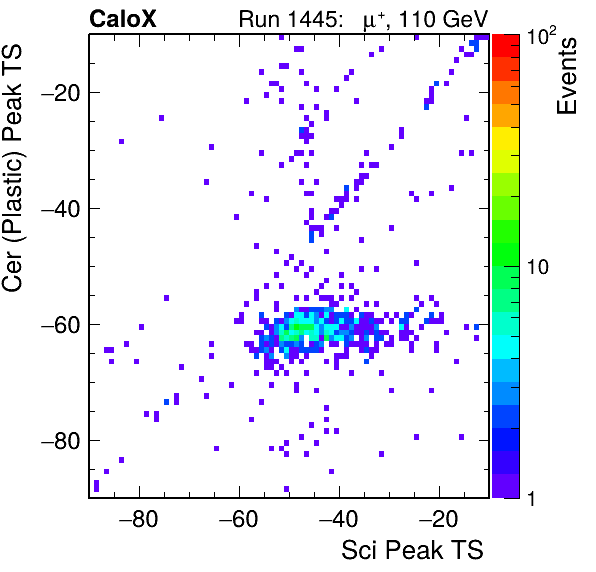 CaloX Run 1445: μ⁺, 110 GeV
Cer (Plastic) Peak TS
−20
−40
−60
−80
−80 −60 −40 −20
Sci Peak TS
10²
10
1
Events